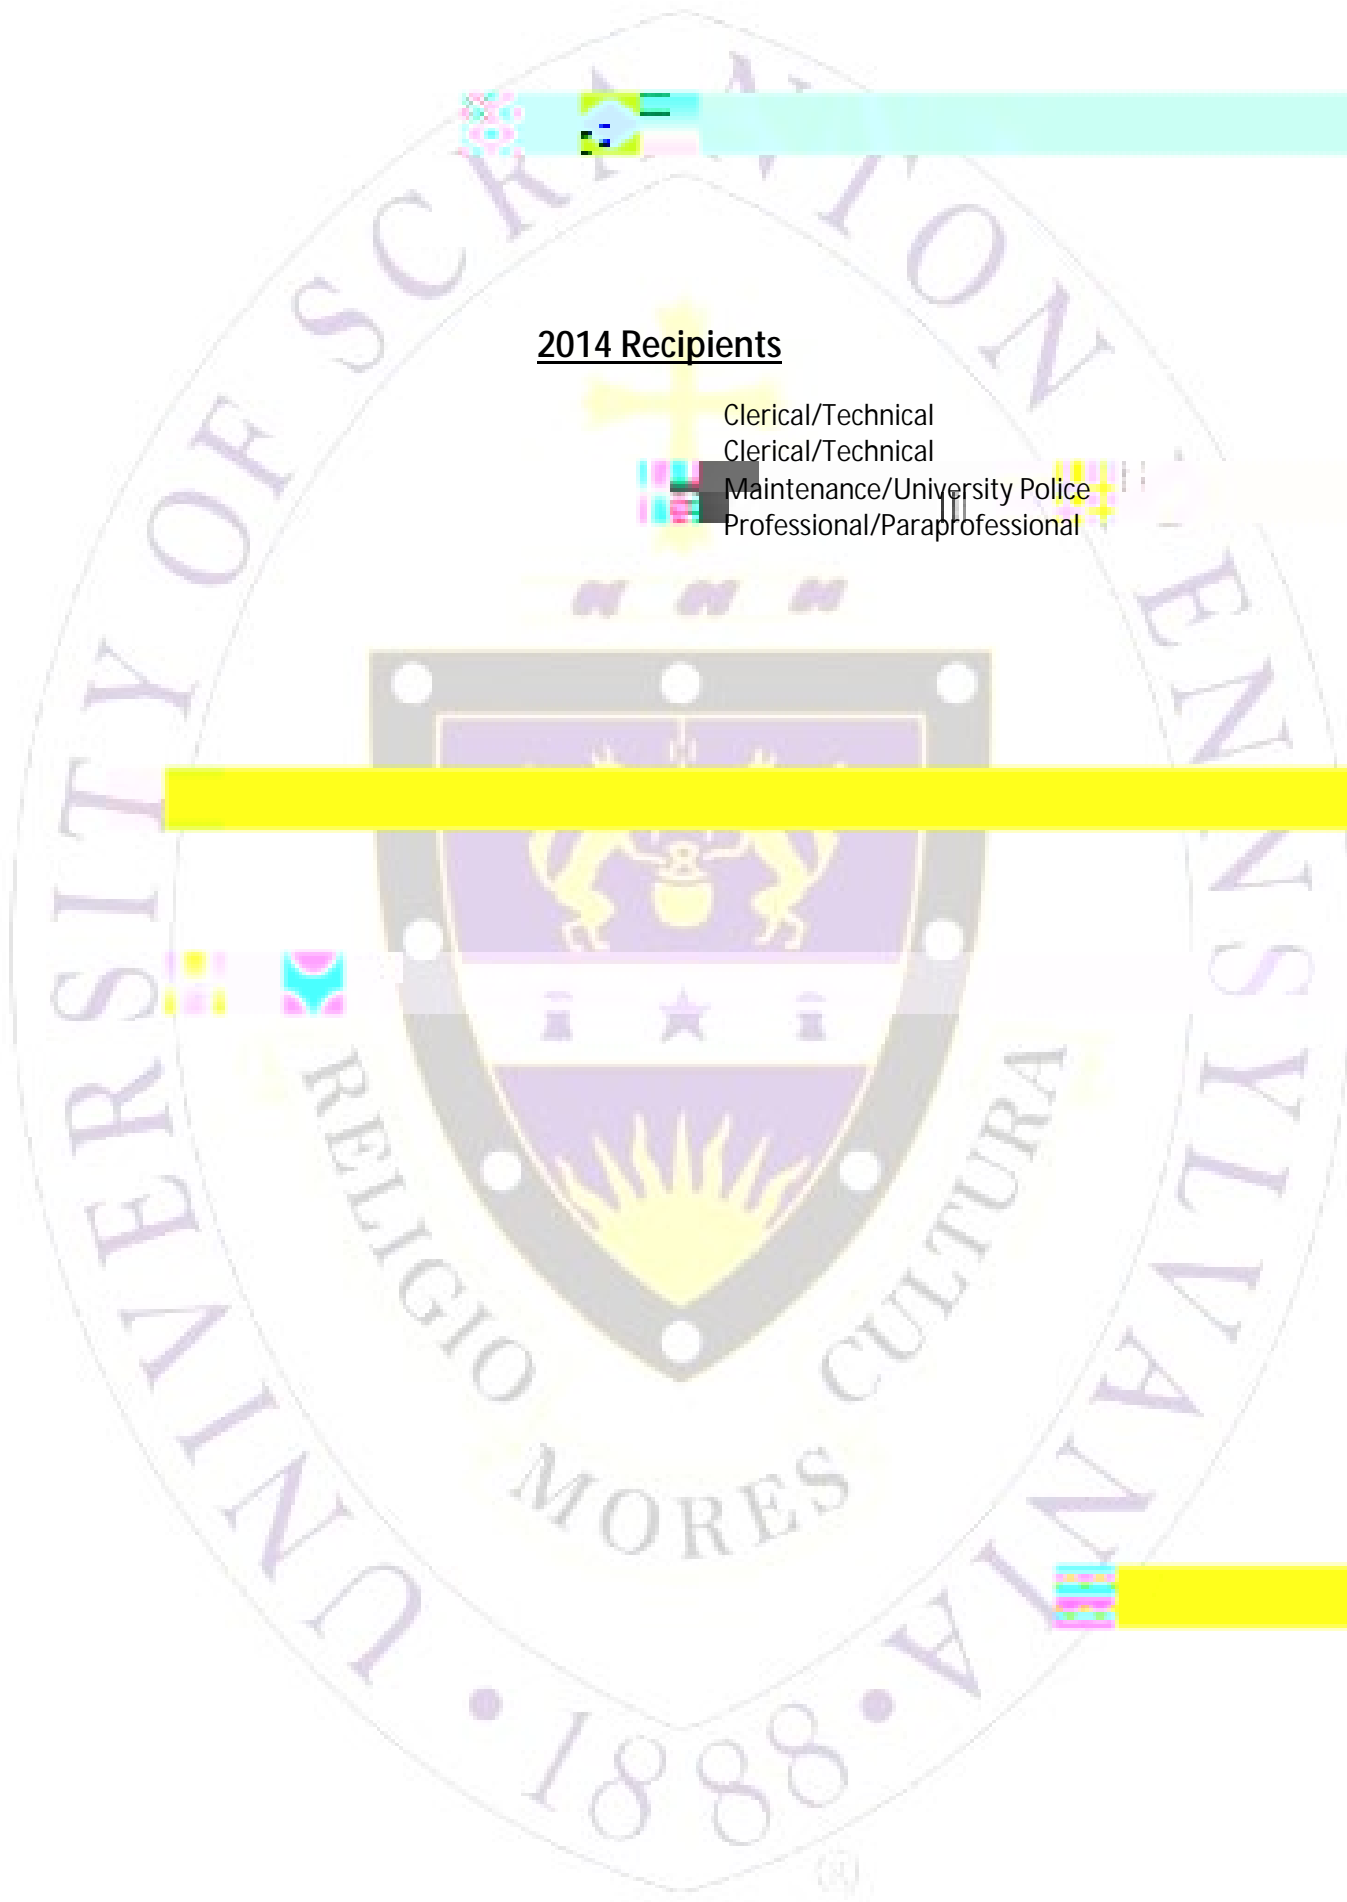 2014 Recipients
Clerical/Technical
Clerical/Technical
Maintenance/University Police
Professional/Paraprofessional
UNIVERSITY OF SCRANTON • PENNSYLVANIA •
RELIGIO
MORES
CULTURA
1888